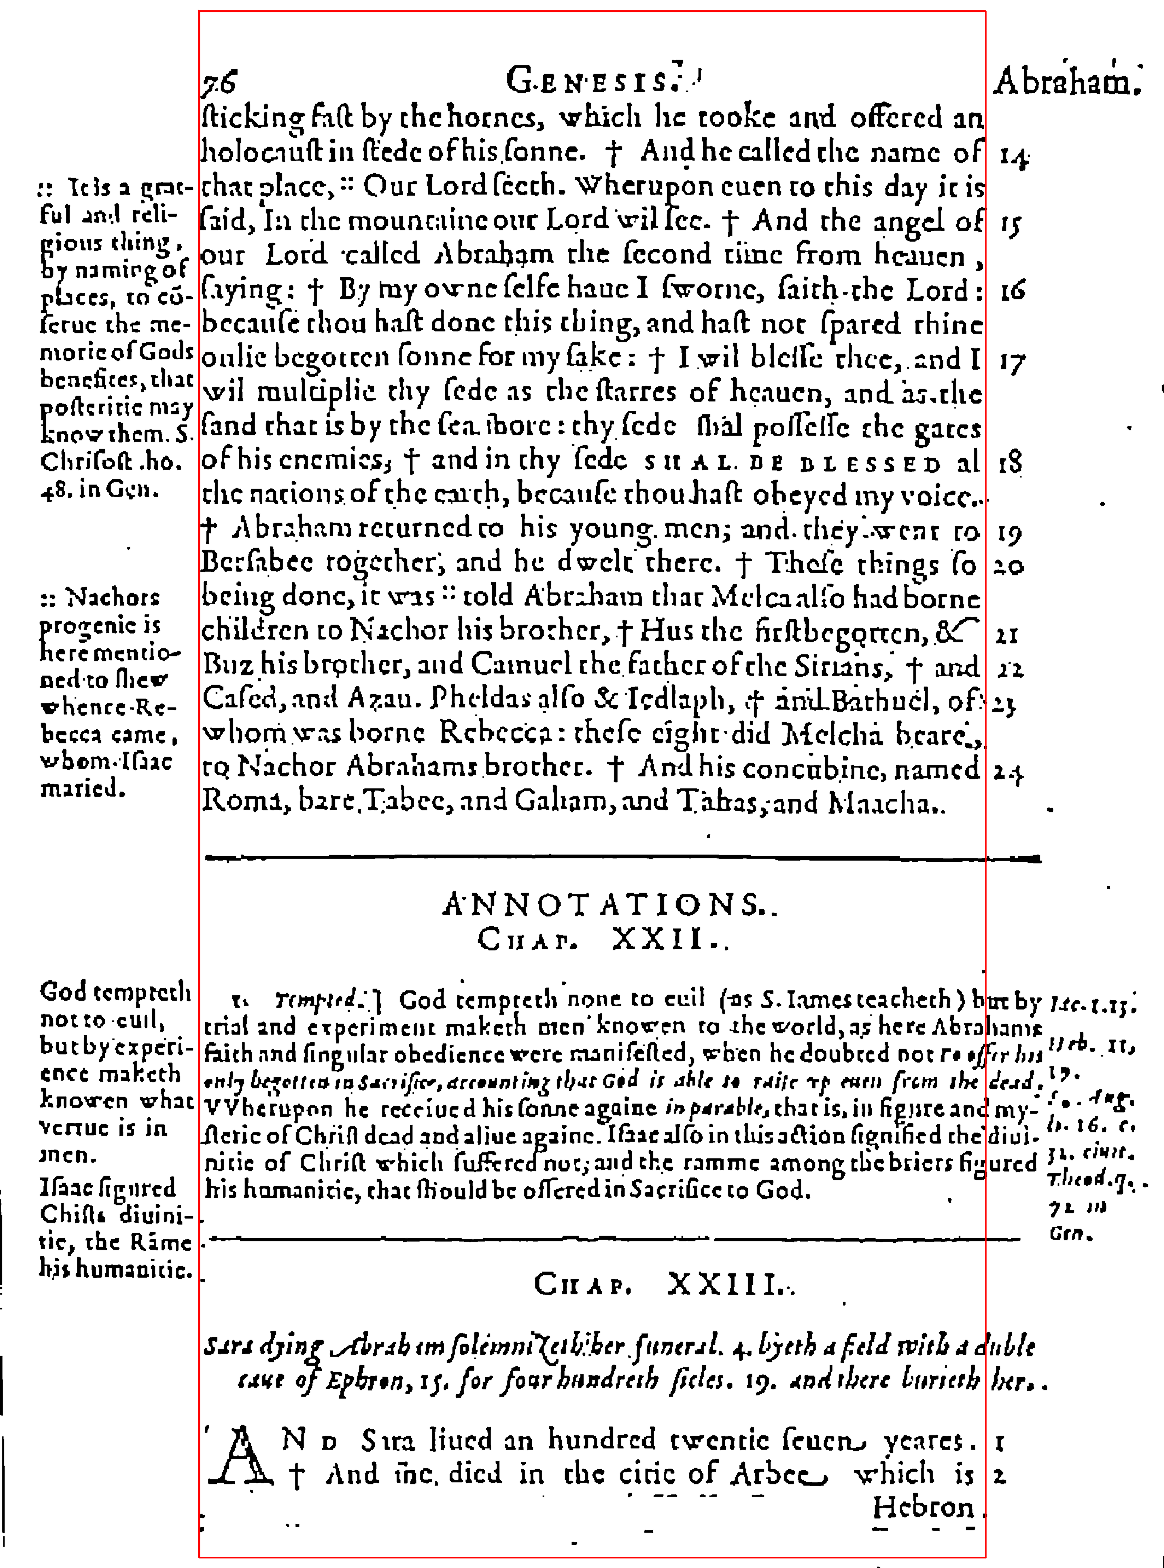 76 GENESIS. Abraham.
ſticking faſt by the hornes, which he tooke and offered an
holocauſt in ſtede of his ſonne. † And he called the name of 14
that place, :: Our Lord ſeeth. Wherupon euen to this day it is
ſaid, In the mountaine our Lord wil ſee. † And the angel of 15
our Lord called Abraham the ſecond time from heauen,
ſaying: † By my owne ſelfe haue I ſworne, ſaith the Lord: 16
becauſe thou haſt done this thing, and haſt not ſpared thine
onlie begotten ſonne for my ſake: † I wil bleſſe thee, and I 17
wil multiplie thy ſede as the ſtarres of heauen, and as the
ſand that is by the ſea ſhore: thy ſede ſhal poſſeſſe the gates
of his enemies, † and in thy ſede SHAL BE BLESSED al 18
the nations of the earth, becauſe thou haſt obeyed my voice.
† Abraham returned to his young men; and they went to 19
Berſabee together, and he dwelt there. † Theſe things ſo 20
being done, it was :: told Abraham that Melca alſo had borne
children to Nachor his brother, † Hus the firſtbegotten, & 21
Buz his brother, and Camuel the father of the Sirians, † and 22
Caſed, and Azau. Pheldas alſo & Iedlaph, † and Bathuel, of 23
whom was borne Rebecca: theſe eight did Melcha beare,
to Nachor Abrahams brother. † And his concubine, named 24
Roma, bare Tabee, and Gaham, and Tahas, and Maacha.
:: It is a grat-
ful and reli-
gious thing,
by naming of
places, to cō-
ſerue the me-
morie of Gods
benefites, that
poſteritie may
know them. S.
Chriſoſt. ho.
48. in Gen.
:: Nachors
progenie is
here mentio-
ned to ſhew
whence Re-
becca came,
whom Iſaac
maried.
ANNOTATIONS.
CHAP. XXII.
1. Tempted.] God tempteth none to euil (as S. Iames teacheth) but by
trial and experiment maketh men knowen to the world, as here Abrahams
faith and ſingular obedience were manifeſted, when he doubted not to offer his
only begotten in Sacrifice, accounting that God is able to raiſe vp euen from the dead.
VVherupon he receiued his ſonne againe in parable, that is, in figure and my-
ſterie of Chriſt dead and aliue againe. Iſaac alſo in this action ſignified the diui-
nitie of Chriſt which ſuffered not; and the ramme among the briers figured
his humanitie, that ſhould be offered in Sacrifice to God.
God tempteth
not to euil,
but by experi-
ence maketh
knowen what
vertue is in
men.
Iſaac figured
Chiſts diuini-
tie, the Rāme
his humanitie.
Iac. 1. 13.
Heb. 11,
19.
S. Aug.
li. 16. c.
32. ciuit.
Theod. q.
72. in
Gen.
CHAP. XXIII.
Sara dying Abraham ſolemnizeth her funeral. 4. byeth a field with a duble
caue of Ephron, 15. for four hundreth ſicles. 19. and there burieth her.
AND Sara liued an hundred twentie ſeuen yeares. 1
† And ſhe died in the citie of Arbee which is 2
Hebron